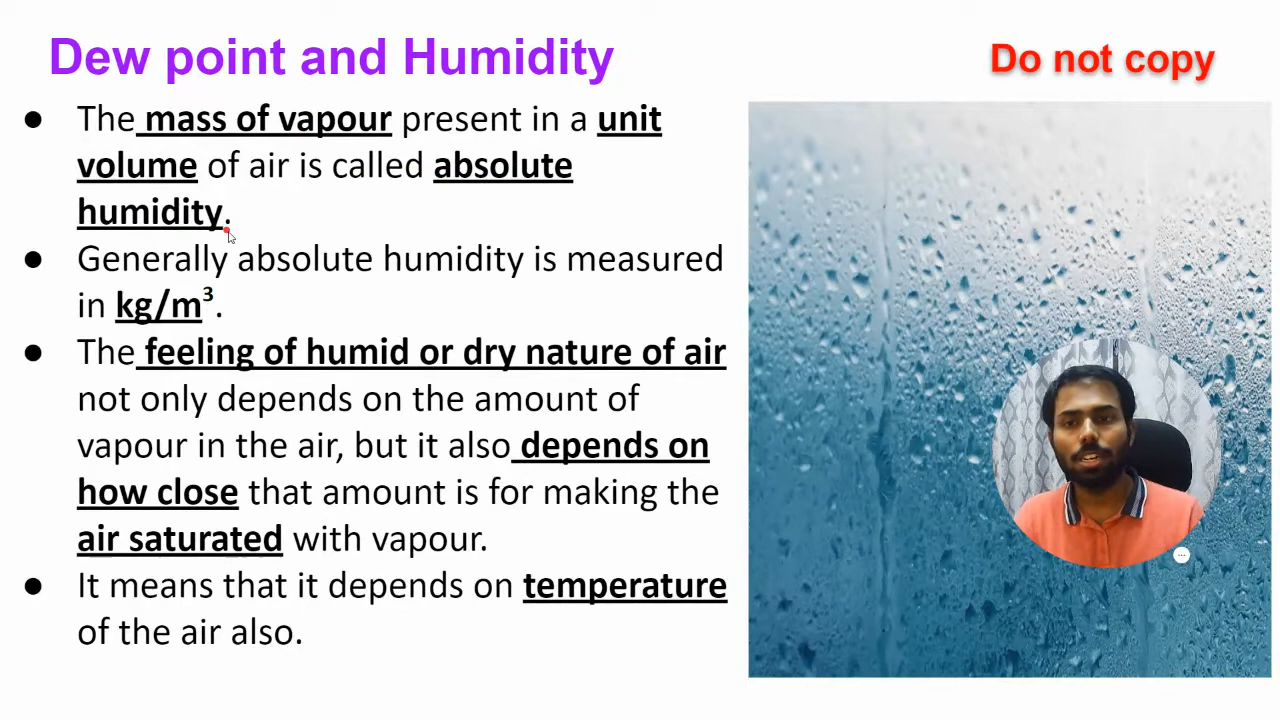 Dew point and Humidity
Do not copy
● The mass of vapour present in a unit
volume of air is called absolute
humidity.
● Generally absolute humidity is measured
in kg/m³.
● The feeling of humid or dry nature of air
not only depends on the amount of
vapour in the air, but it also depends on
how close that amount is for making the
air saturated with vapour.
● It means that it depends on temperature
of the air also.